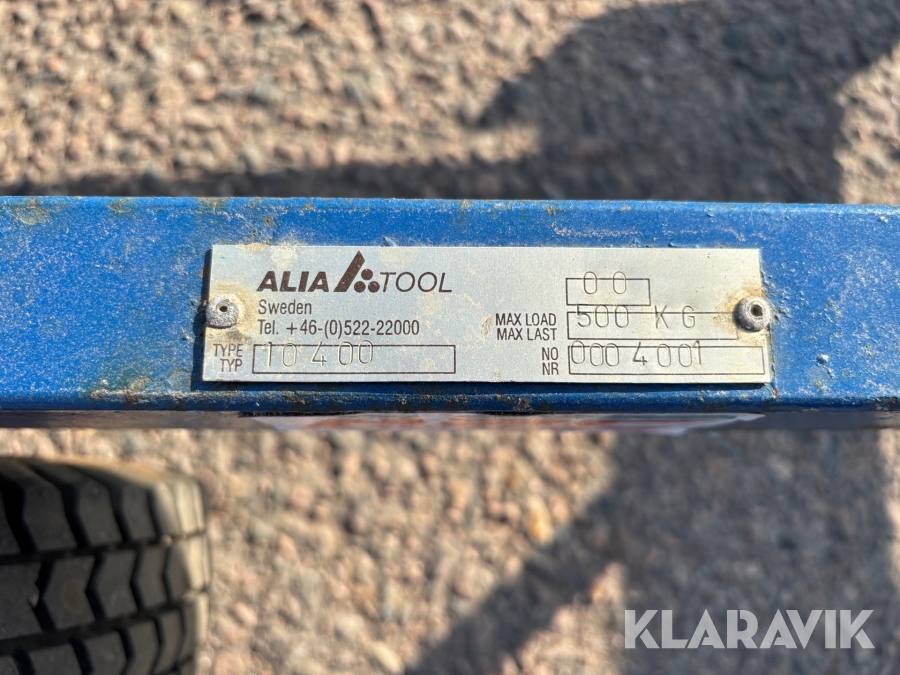 ALIA TOOL
Sweden
Tel. +46-(0)522-22000
TYPE
TYP
10400
00
MAX LOAD
MAX LAST
500 KG
NO
NR
0004001
KLARAVIK